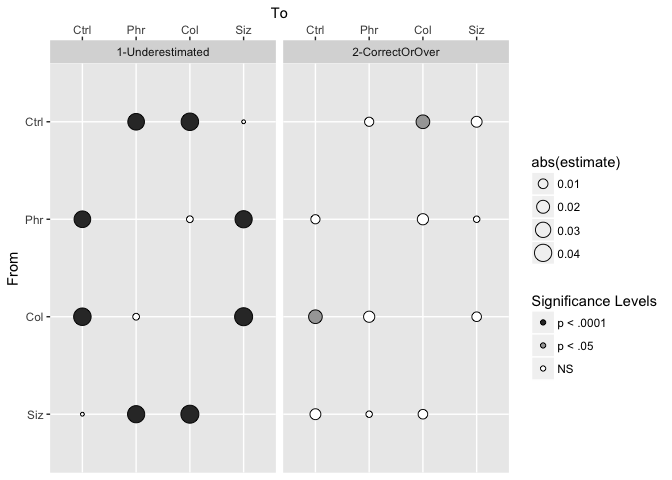 To
Ctrl Phr Col Siz Ctrl Phr Col Siz
1-Underestimated 2-CorrectOrOver
From
Ctrl
Phr
Col
Siz
abs(estimate)
0.01
0.02
0.03
0.04
Significance Levels
p < .0001
p < .05
NS